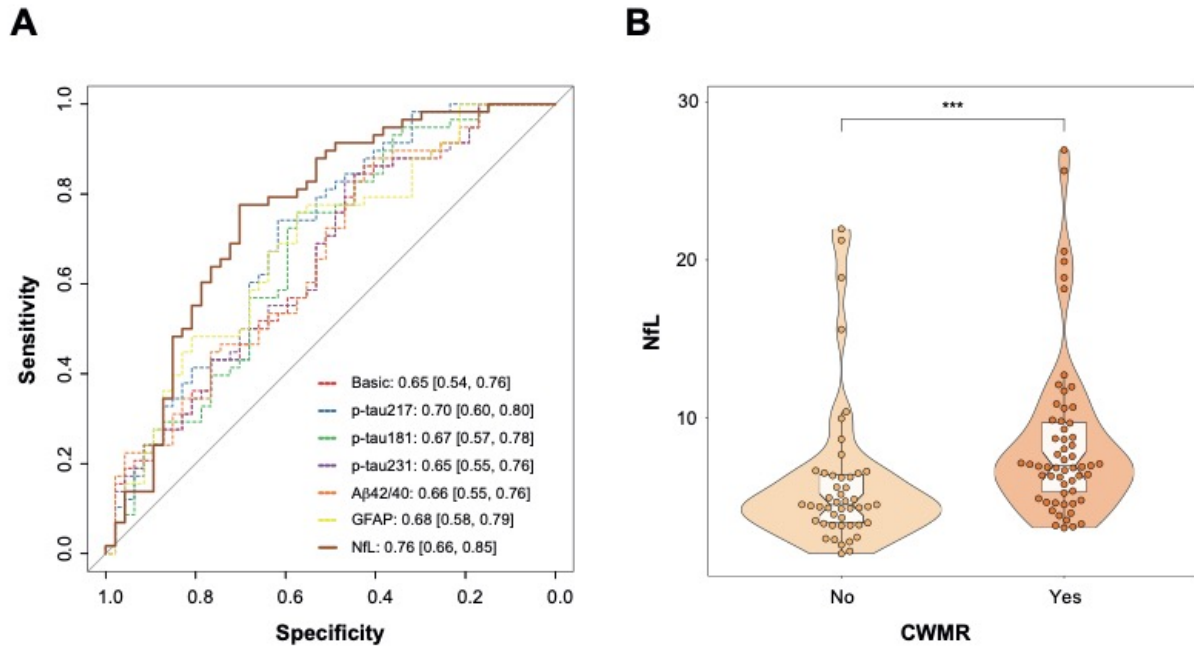 A
B
1.0
0.8
0.6
0.4
0.2
0.0
Sensitivity
1.0 0.8 0.6 0.4 0.2 0.0
Specificity
Basic: 0.65 [0.54, 0.76]
p-tau217: 0.70 [0.60, 0.80]
p-tau181: 0.67 [0.57, 0.78]
p-tau231: 0.65 [0.55, 0.76]
Aβ42/40: 0.66 [0.55, 0.76]
GFAP: 0.68 [0.58, 0.79]
NfL: 0.76 [0.66, 0.85]
30
20
10
NfL
***
No Yes
CWMR